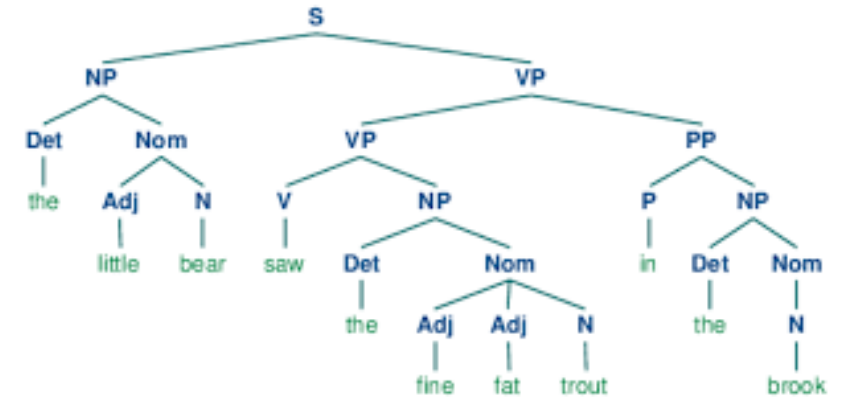 S
NP VP
Det Nom VP PP
the Adj N V NP P NP
little bear saw Det Nom in Det Nom
the Adj Adj N the N
fine fat trout brook